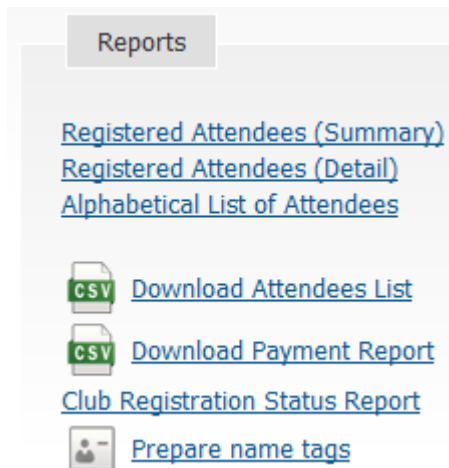 Reports
Registered Attendees (Summary)
Registered Attendees (Detail)
Alphabetical List of Attendees
CSV Download Attendees List
CSV Download Payment Report
Club Registration Status Report
Prepare name tags